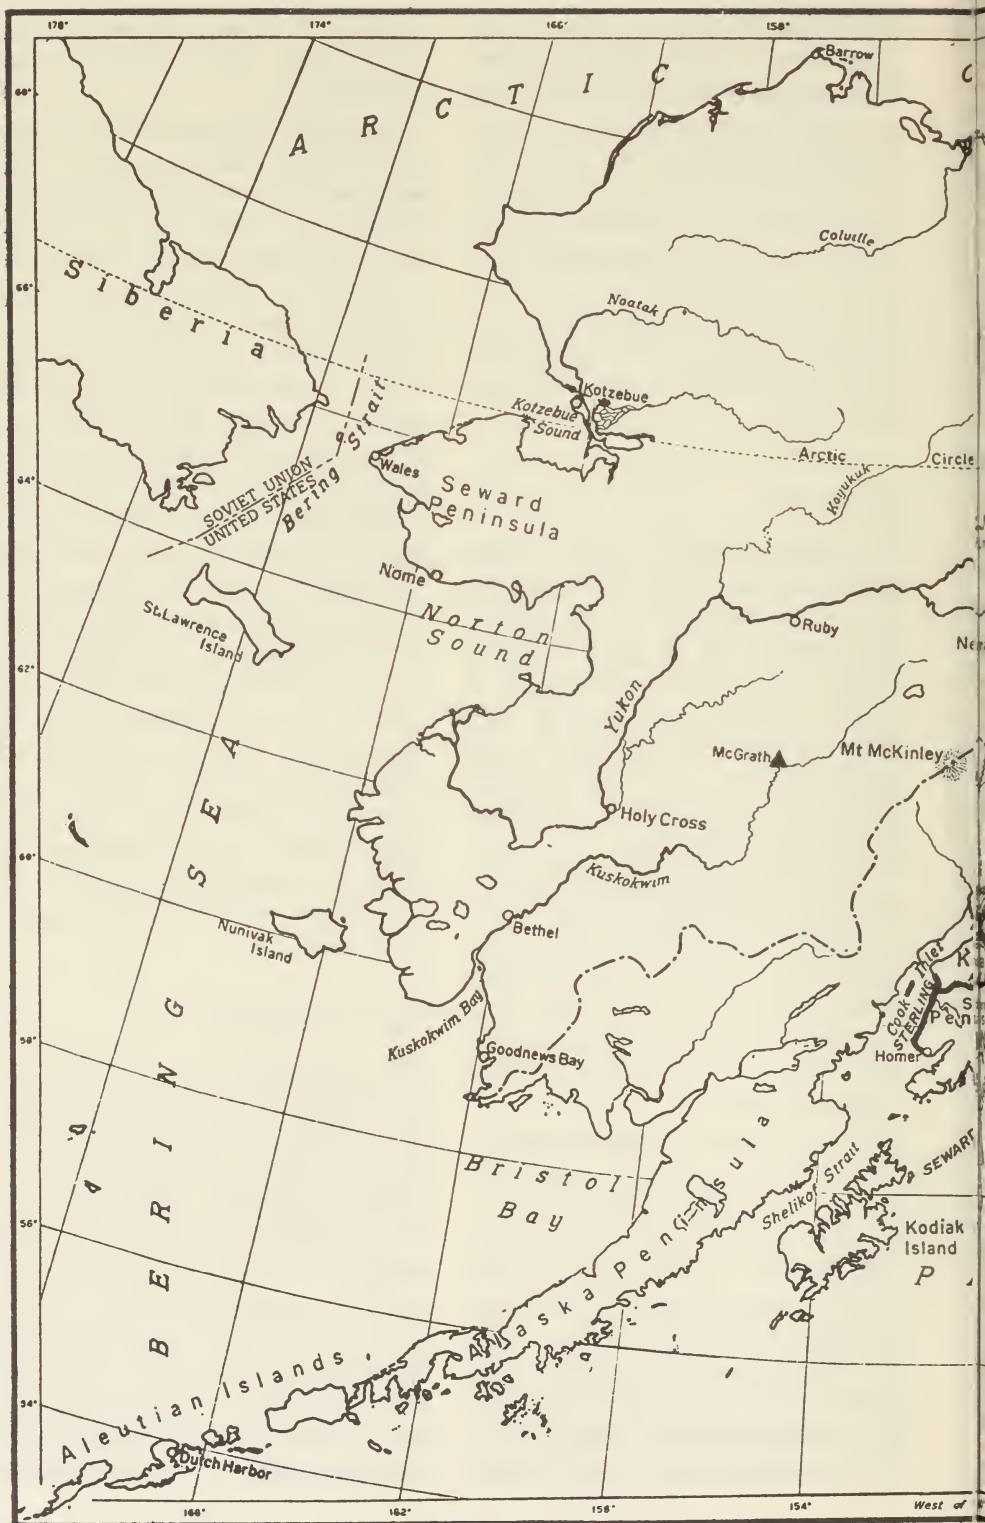 178°
174°
166°
158°
Barrow
ARCTIC
68°
Colville
66°
Siberia
Noatak
Kotzebue
Kotzebue
Sound
Bering Strait
Arctic
Circle
Wales
64°
SOVIET UNION
UNITED STATES
Seward
Peninsula
Koyukuk
Nome
Norton
Sound
St. Lawrence
Island
Ruby
62°
Yukon
McGrath
Mt McKinley
Holy Cross
60°
Kuskokwim
Bethel
Nunivak
Island
Cook Inlet
STERLING
Kuskokwim Bay
58°
Goodnews Bay
Homer
BERING SEA
Bristol
Bay
Shelikof Strait
SEWARD
56°
Kodiak
Island
P
Alaska Peninsula
Aleutian Islands
54°
Dutch Harbor
166°
162°
158°
154°
West of